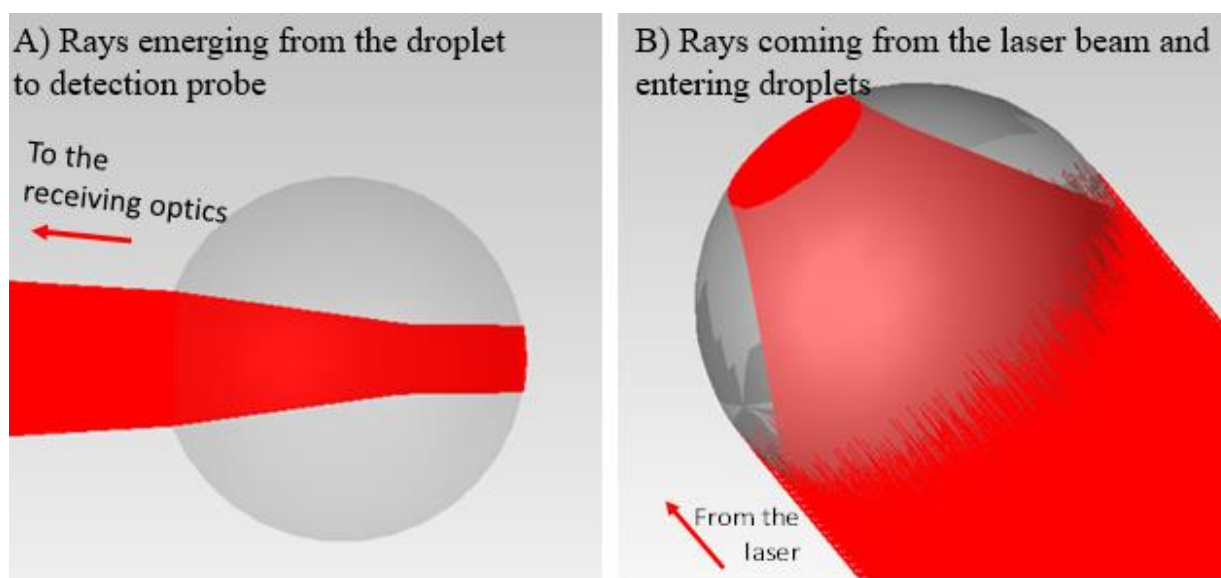 A) Rays emerging from the droplet
to detection probe
To the
receiving optics
B) Rays coming from the laser beam and
entering droplets
From the
laser